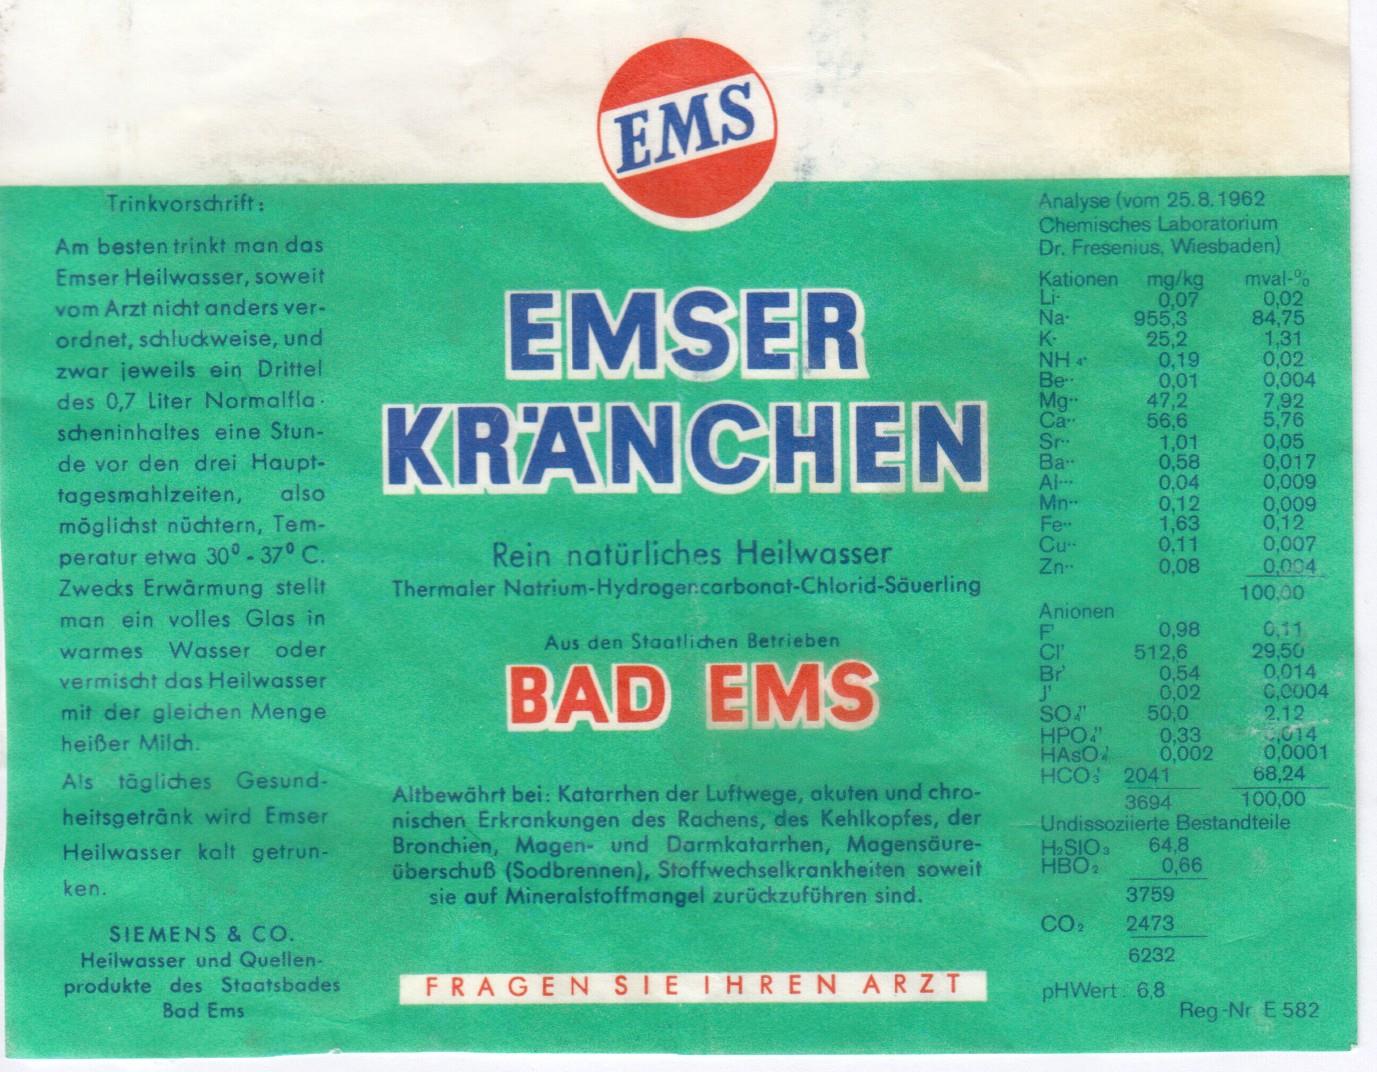 EMS
Trinkvorschrift:
Am besten trinkt man das
Emser Heilwasser, soweit
vom Arzt nicht anders ver-
ordnet, schluckweise, und
zwar jeweils ein Drittel
des 0,7 Liter Normalfla-
scheninhaltes eine Stun-
de vor den drei Haupt-
tagesmahlzeiten, also
möglichst nüchtern, Tem-
peratur etwa 30⁰ - 37⁰ C.
Zwecks Erwärmung stellt
man ein volles Glas in
warmes Wasser oder
vermischt das Heilwasser
mit der gleichen Menge
heißer Milch.
Als tägliches Gesund-
heitsgetränk wird Emser
Heilwasser kalt getrun-
ken.
SIEMENS & CO.
Heilwasser und Quellen-
produkte des Staatsbades
Bad Ems
EMSER
KRÄNCHEN
Rein natürliches Heilwasser
Thermaler Natrium-Hydrogencarbonat-Chlorid-Säuerling
Aus den Staatlichen Betrieben
BAD EMS
Altbewährt bei: Katarrhen der Luftwege, akuten und chro-
nischen Erkrankungen des Rachens, des Kehlkopfes, der
Bronchien, Magen- und Darmkatarrhen, Magensäure-
überschuß (Sodbrennen), Stoffwechselkrankheiten soweit
sie auf Mineralstoffmangel zurückzuführen sind.
FRAGEN SIE IHREN ARZT
Analyse (vom 25.8.1962
Chemisches Laboratorium
Dr. Fresenius, Wiesbaden)
Kationen mg/kg mval-%
Li· 0,07 0,02
Na· 955,3 84,75
K· 25,2 1,31
NH₄· 0,19 0,02
Be·· 0,01 0,004
Mg·· 47,2 7,92
Ca·· 56,6 5,76
Sr·· 1,01 0,05
Ba·· 0,58 0,017
Al··· 0,04 0,009
Mn·· 0,12 0,009
Fe·· 1,63 0,12
Cu·· 0,11 0,007
Zn·· 0,08 0,004
100,00
Anionen
F' 0,98 0,11
Cl' 512,6 29,50
Br' 0,54 0,014
J' 0,02 0,0004
SO₄'' 50,0 2,12
HPO₄'' 0,33 0,014
HAsO₄' 0,002 0,0001
HCO₃' 2041 68,24
3694 100,00
Undissoziierte Bestandteile
H₂SIO₃ 64,8
HBO₂ 0,66
3759
CO₂ 2473
6232
pHWert: 6,8
Reg-Nr. E 582